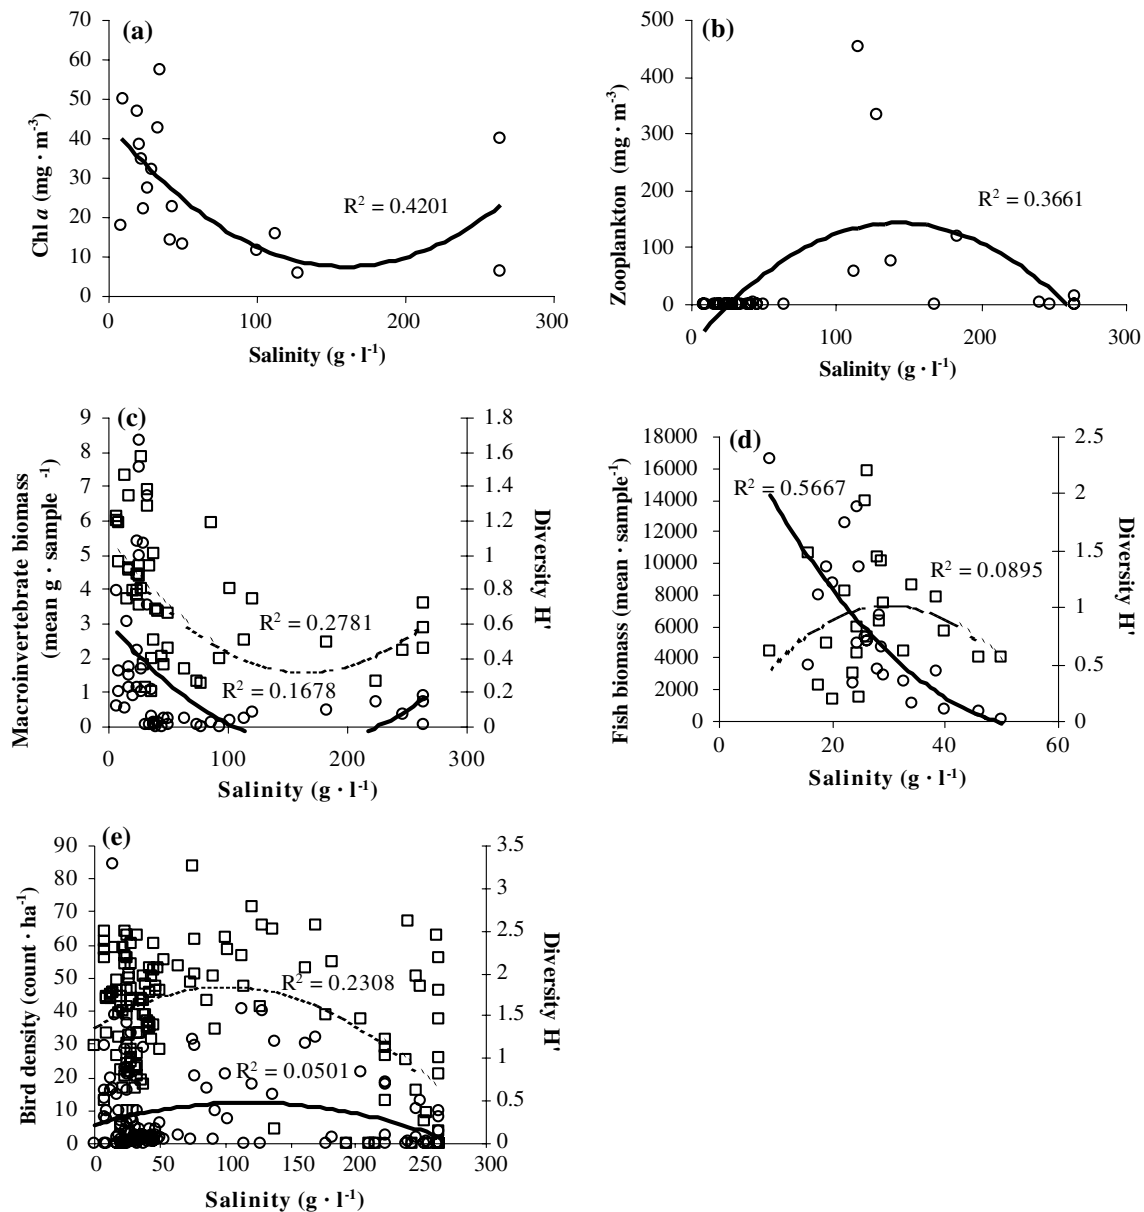 (a)
70
60
50
40
30
20
10
0
Chl a (mg · m⁻³)
R² = 0.4201
0 100 200 300
Salinity (g · l⁻¹)
(b)
500
400
300
200
100
0
Zooplankton (mg · m⁻³)
R² = 0.3661
0 100 200 300
Salinity (g · l⁻¹)
(c)
9
8
7
6
5
4
3
2
1
0
Macroinvertebrate biomass
(mean g · sample ⁻¹)
1.8
1.6
1.4
1.2
1
0.8
0.6
0.4
0.2
0
Diversity H'
R² = 0.2781
R² = 0.1678
0 100 200 300
Salinity (g · l⁻¹)
(d)
18000
16000
14000
12000
10000
8000
6000
4000
2000
0
Fish biomass (mean · sample⁻¹)
2.5
2
1.5
1
0.5
0
Diversity H'
R² = 0.5667
R² = 0.0895
0 20 40 60
Salinity (g · l⁻¹)
(e)
90
80
70
60
50
40
30
20
10
0
Bird density (count · ha⁻¹)
3.5
3
2.5
2
1.5
1
0.5
0
Diversity H'
R² = 0.2308
R² = 0.0501
0 50 100 150 200 250 300
Salinity (g · l⁻¹)